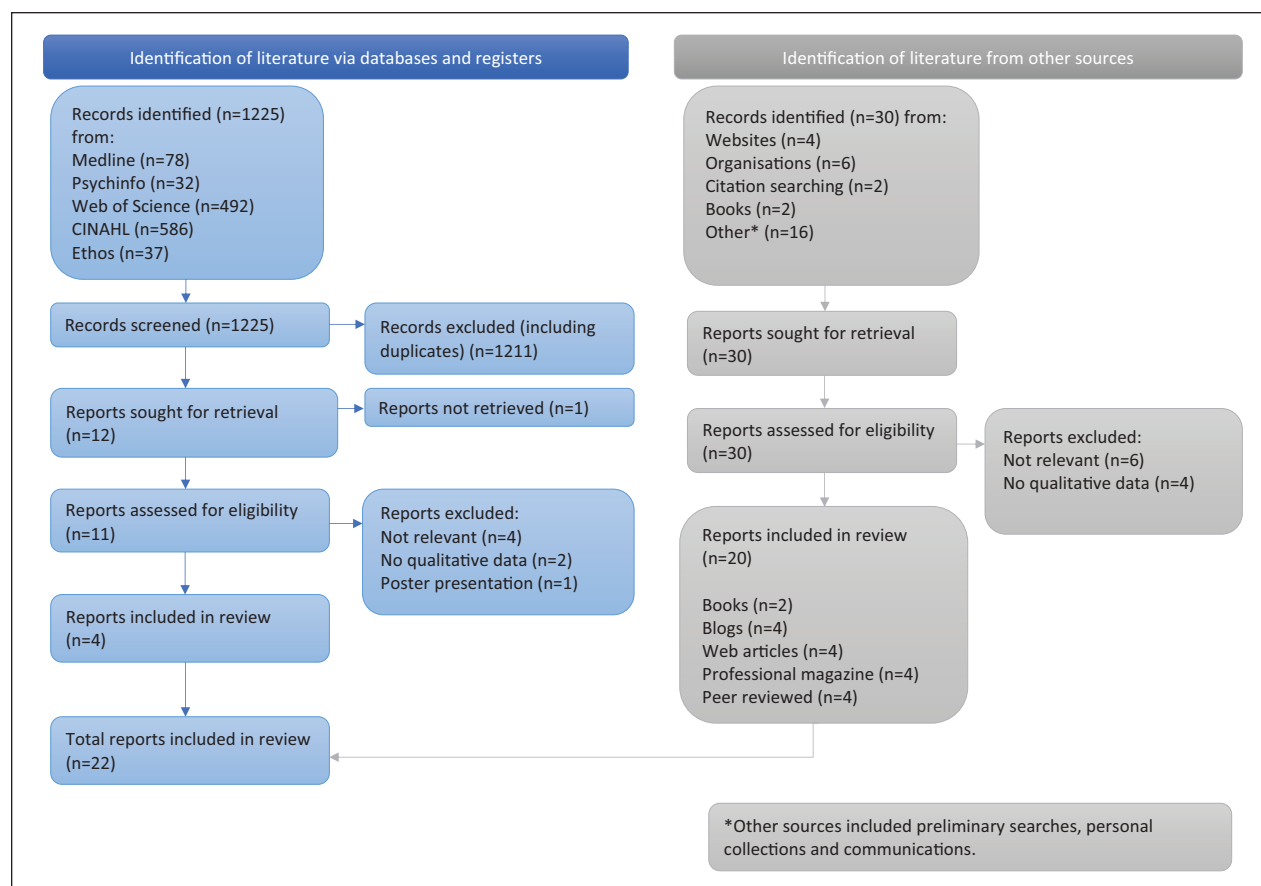 Identification of literature via databases and registers
Records identified (n=1225)
from:
Medline (n=78)
Psychinfo (n=32)
Web of Science (n=492)
CINAHL (n=586)
Ethos (n=37)
Records screened (n=1225)
Records excluded (including
duplicates) (n=1211)
Reports sought for retrieval
(n=12)
Reports not retrieved (n=1)
Reports assessed for eligibility
(n=11)
Reports excluded:
Not relevant (n=4)
No qualitative data (n=2)
Poster presentation (n=1)
Reports included in review
(n=4)
Total reports included in review
(n=22)
Identification of literature from other sources
Records identified (n=30) from:
Websites (n=4)
Organisations (n=6)
Citation searching (n=2)
Books (n=2)
Other* (n=16)
Reports sought for retrieval
(n=30)
Reports assessed for eligibility
(n=30)
Reports excluded:
Not relevant (n=6)
No qualitative data (n=4)
Reports included in review
(n=20)
Books (n=2)
Blogs (n=4)
Web articles (n=4)
Professional magazine (n=4)
Peer reviewed (n=4)
*Other sources included preliminary searches, personal
collections and communications.